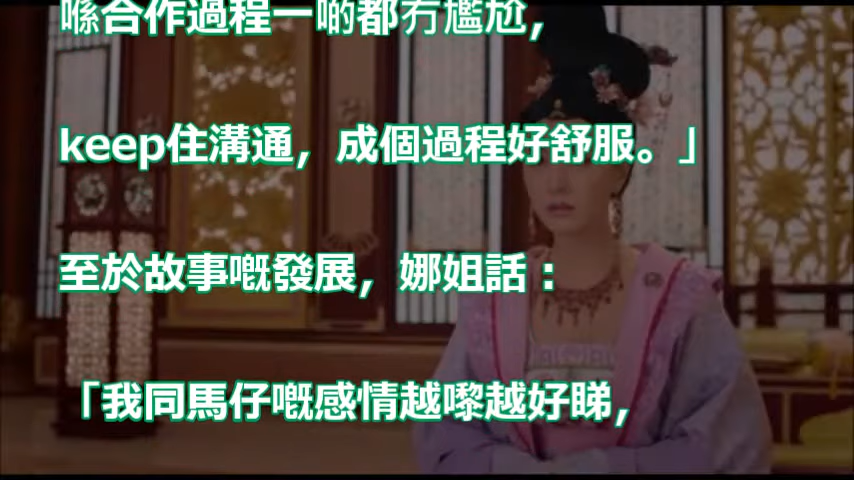 喺合作過程一啲都冇尷尬，
keep住溝通，成個過程好舒服。」
至於故事嘅發展，娜姐話：
「我同馬仔嘅感情越嚟越好睇，